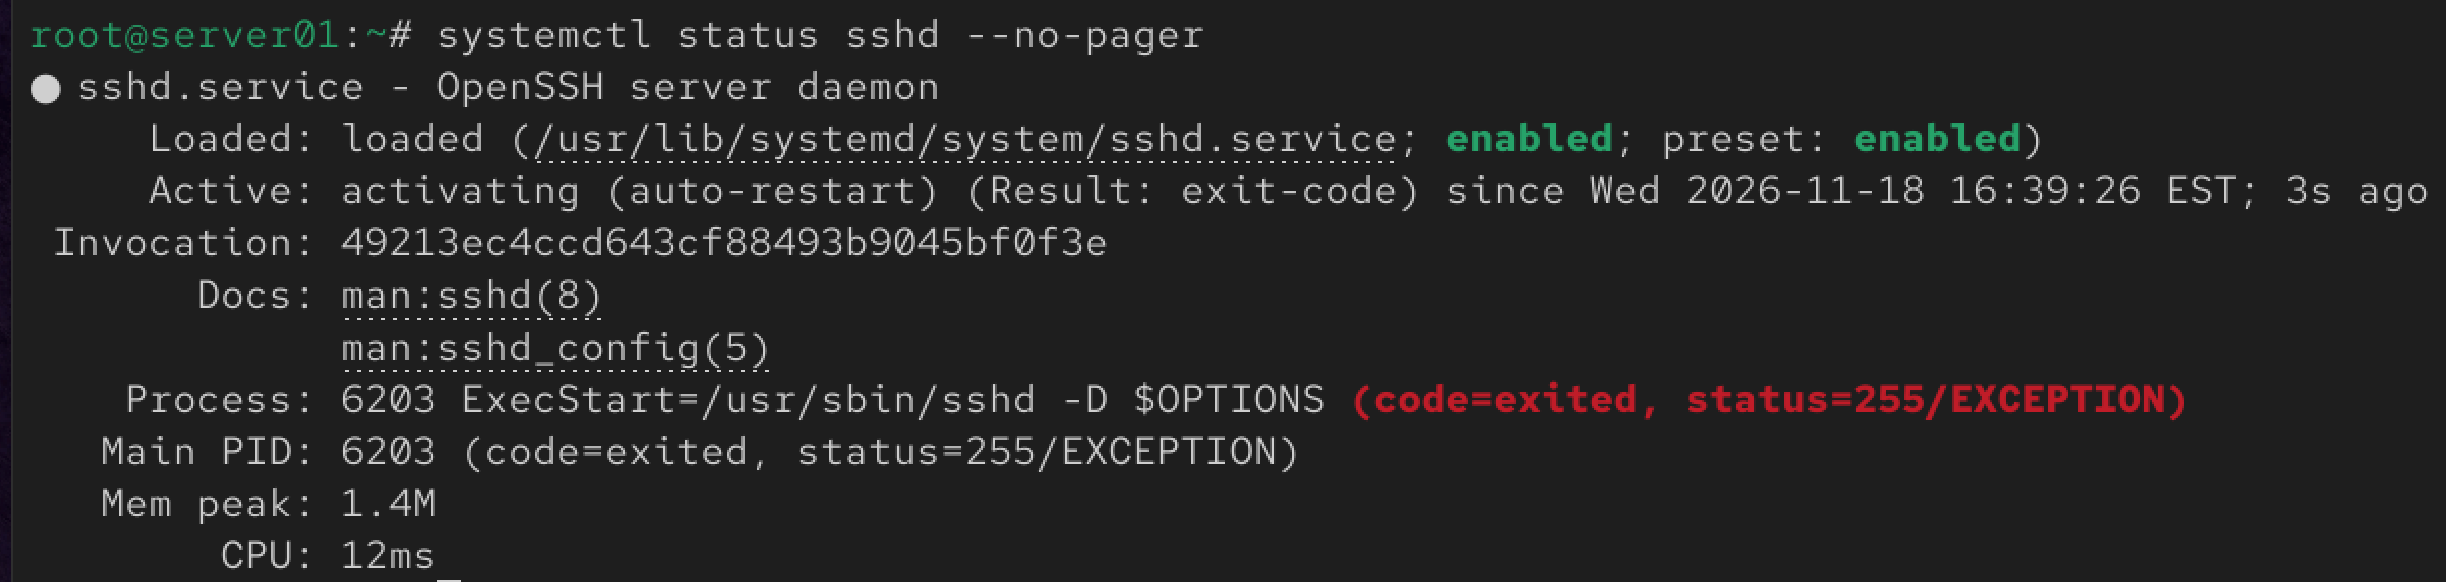 root@server01:~# systemctl status sshd --no-pager
● sshd.service - OpenSSH server daemon
Loaded: loaded (/usr/lib/systemd/system/sshd.service; enabled; preset: enabled)
Active: activating (auto-restart) (Result: exit-code) since Wed 2026-11-18 16:39:26 EST; 3s ago
Invocation: 49213ec4ccd643cf88493b9045bf0f3e
Docs: man:sshd(8)
man:sshd_config(5)
Process: 6203 ExecStart=/usr/sbin/sshd -D $OPTIONS (code=exited, status=255/EXCEPTION)
Main PID: 6203 (code=exited, status=255/EXCEPTION)
Mem peak: 1.4M
CPU: 12ms